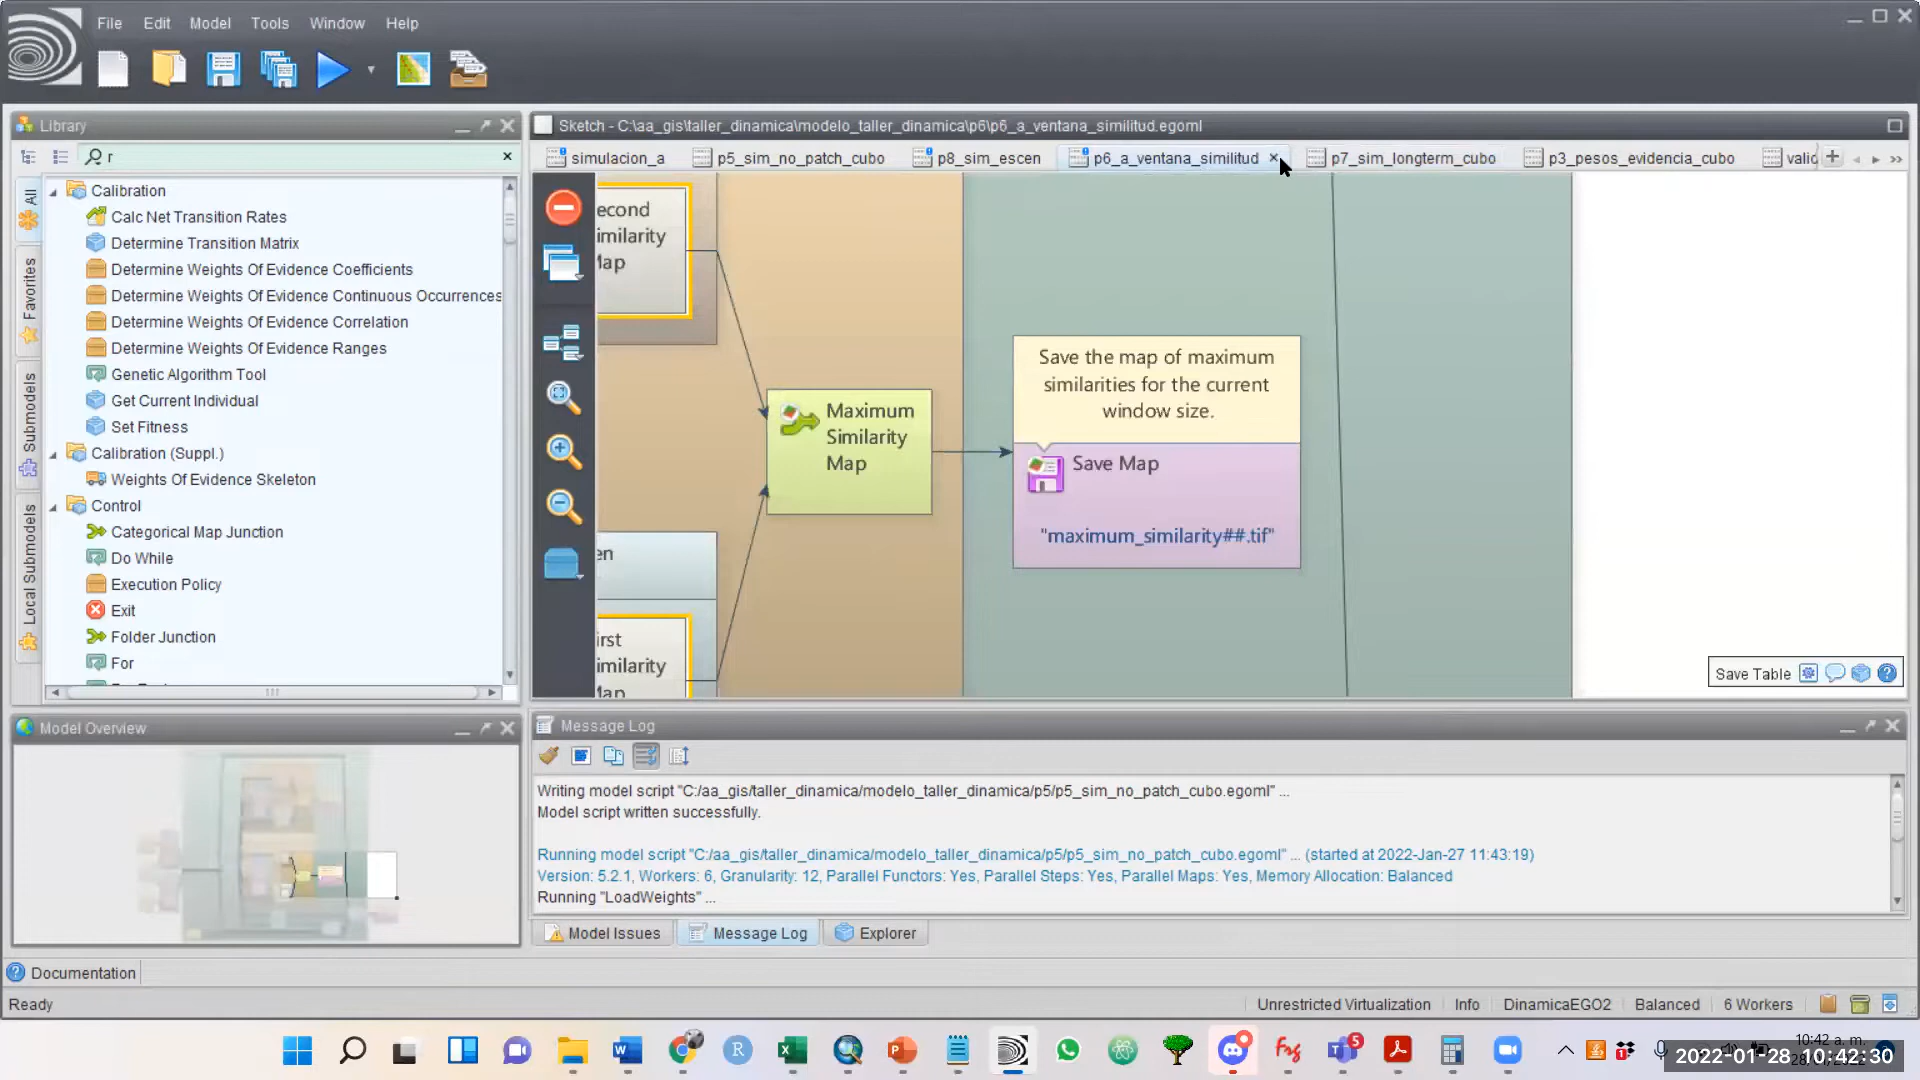 File Edit Model Tools Window Help
Library
r
All
Favorites
Submodels
Local Submodels
Calibration
Calc Net Transition Rates
Determine Transition Matrix
Determine Weights Of Evidence Coefficients
Determine Weights Of Evidence Continuous Occurrences
Determine Weights Of Evidence Correlation
Determine Weights Of Evidence Ranges
Genetic Algorithm Tool
Get Current Individual
Set Fitness
Calibration (Suppl.)
Weights Of Evidence Skeleton
Control
Categorical Map Junction
Do While
Execution Policy
Exit
Folder Junction
For
Sketch - C:\aa_gis\taller_dinamica\modelo_taller_dinamica\p6\p6_a_ventana_similitud.egoml
simulacion_a p5_sim_no_patch_cubo p8_sim_escen p6_a_ventana_similitud p7_sim_longterm_cubo p3_pesos_evidencia_cubo valid
econd
imilarity
Map
Maximum
Similarity
Map
Save the map of maximum
similarities for the current
window size.
Save Map
"maximum_similarity##.tif"
en
irst
imilarity
Map
Save Table
Model Overview
Message Log
Writing model script "C:/aa_gis/taller_dinamica/modelo_taller_dinamica/p5/p5_sim_no_patch_cubo.egoml" ...
Model script written successfully.
Running model script "C:/aa_gis/taller_dinamica/modelo_taller_dinamica/p5/p5_sim_no_patch_cubo.egoml" ... (started at 2022-Jan-27 11:43:19)
Version: 5.2.1, Workers: 6, Granularity: 12, Parallel Functors: Yes, Parallel Steps: Yes, Parallel Maps: Yes, Memory Allocation: Balanced
Running "LoadWeights" ...
Model Issues Message Log Explorer
Documentation
Ready
Unrestricted Virtualization Info DinamicaEGO2 Balanced 6 Workers
10:42 a. m.
2022-01-28 10:42:30